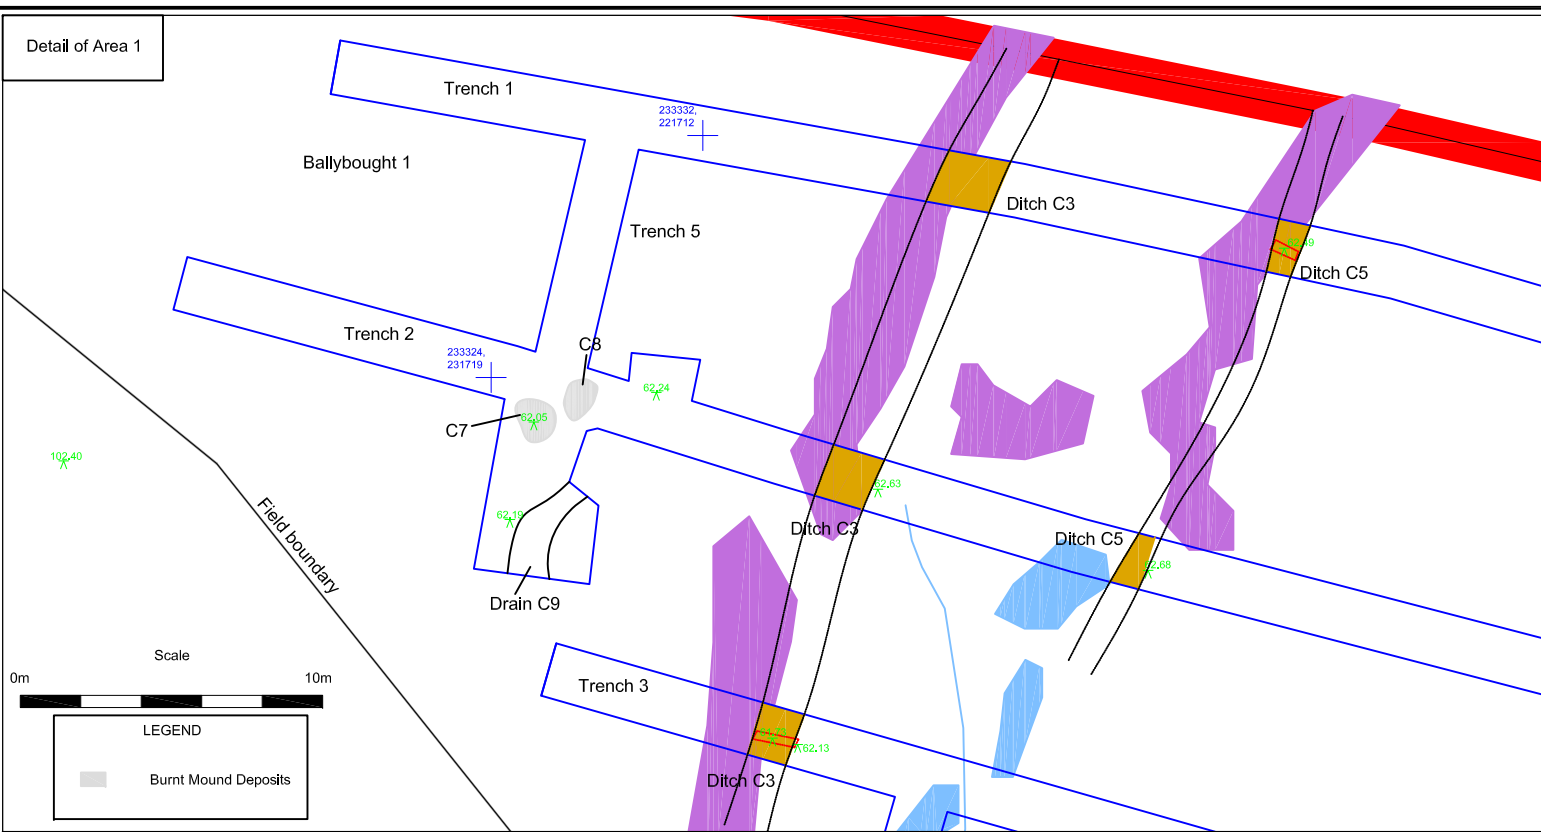 Detail of Area 1
Trench 1
233332,
221712
Ballybought 1
Ditch C3
Trench 5
62.49
Ditch C5
Trench 2
C8
233324,
231719
62.24
62.05
C7
102.40
62.63
62.19
Ditch C3
Ditch C5
62.68
Field boundary
Drain C9
Scale
0m
10m
Trench 3
62.13
Ditch C3
LEGEND
Burnt Mound Deposits